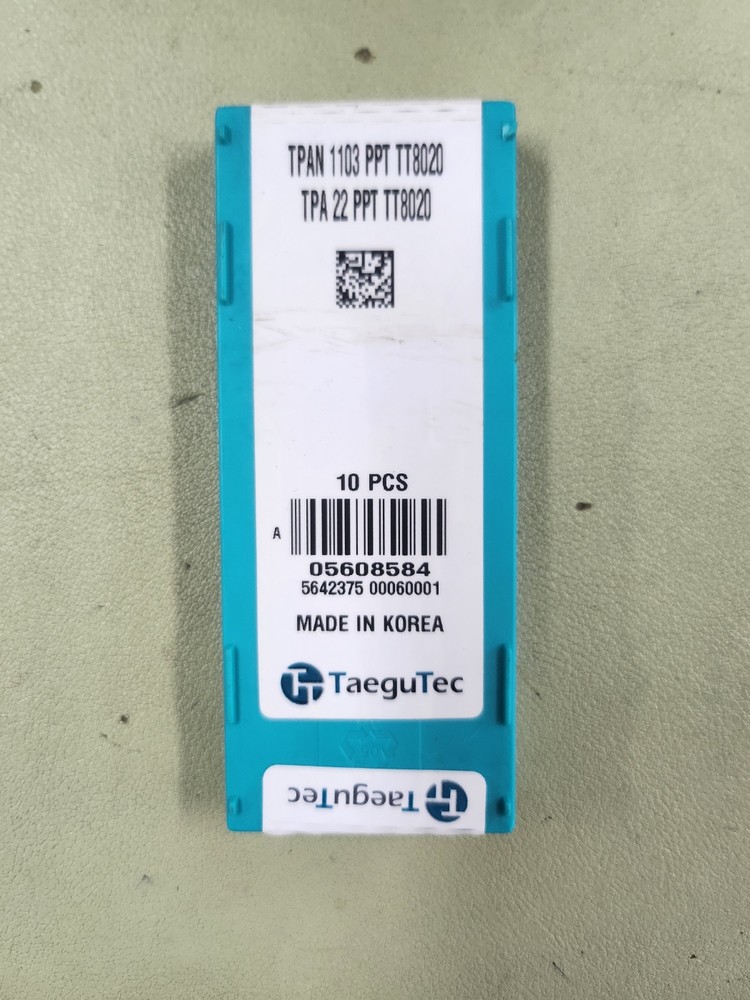 TPAN 1103 PPT TT8020
TPA 22 PPT TT8020
10 PCS
A
05608584
5642375 00060001
MADE IN KOREA
TaeguTec
TaeguTec